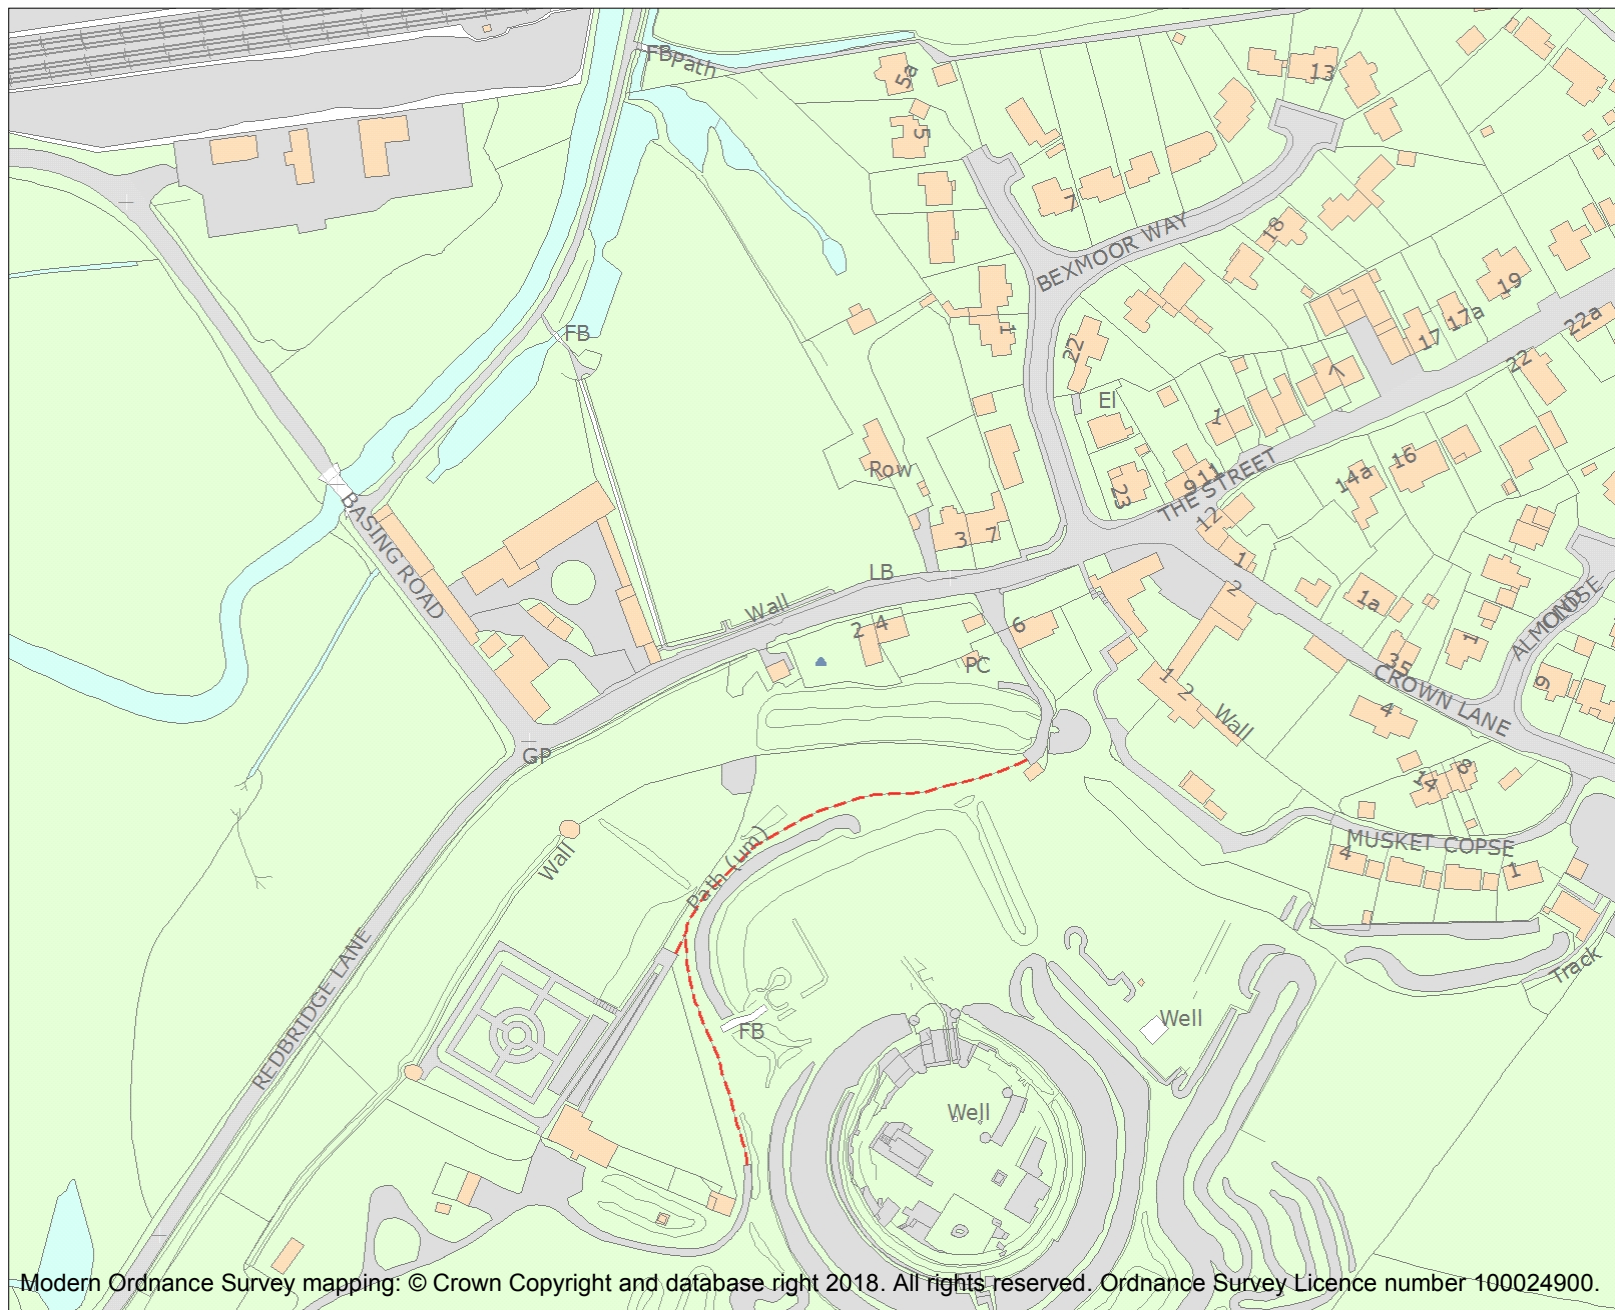 FBpath
5a
13
5
7
BEXMOOR WAY
18
19
17a
17
22a
22
FB
1
22
7
El
1
Row
16
14a
9 11
THE STREET
23
12
3
7
1
LB
2
BASING ROAD
Wall
2 4
6
1a
ALMOND
CLOSE
1
35
PC
1 2
9
CROWN LANE
4
Wall
GP
8
14
MUSKET COPSE
4
1
Wall
Path (um)
REDBRIDGE LANE
Track
Well
FB
Well
Modern Ordnance Survey mapping: © Crown Copyright and database right 2018. All rights reserved. Ordnance Survey Licence number 100024900.